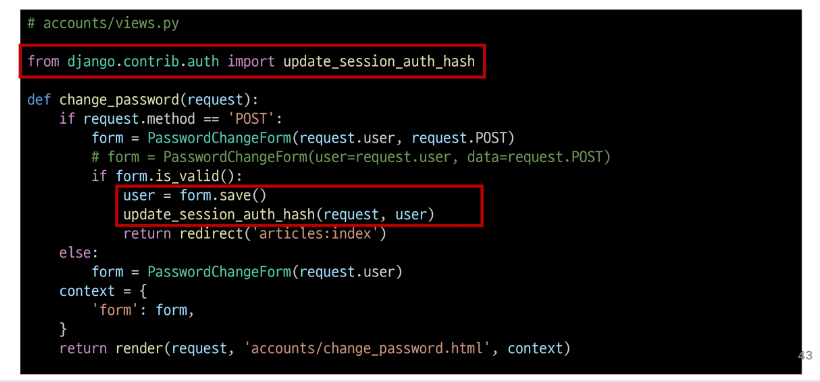 # accounts/views.py
from django.contrib.auth import update_session_auth_hash
def change_password(request):
    if request.method == 'POST':
        form = PasswordChangeForm(request.user, request.POST)
        # form = PasswordChangeForm(user=request.user, data=request.POST)
        if form.is_valid():
            user = form.save()
            update_session_auth_hash(request, user)
            return redirect('articles:index')
    else:
        form = PasswordChangeForm(request.user)
    context = {
        'form': form,
    }
    return render(request, 'accounts/change_password.html', context)
43